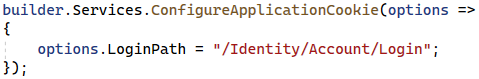 builder.Services.ConfigureApplicationCookie(options =>
{
    options.LoginPath = "/Identity/Account/Login";
});